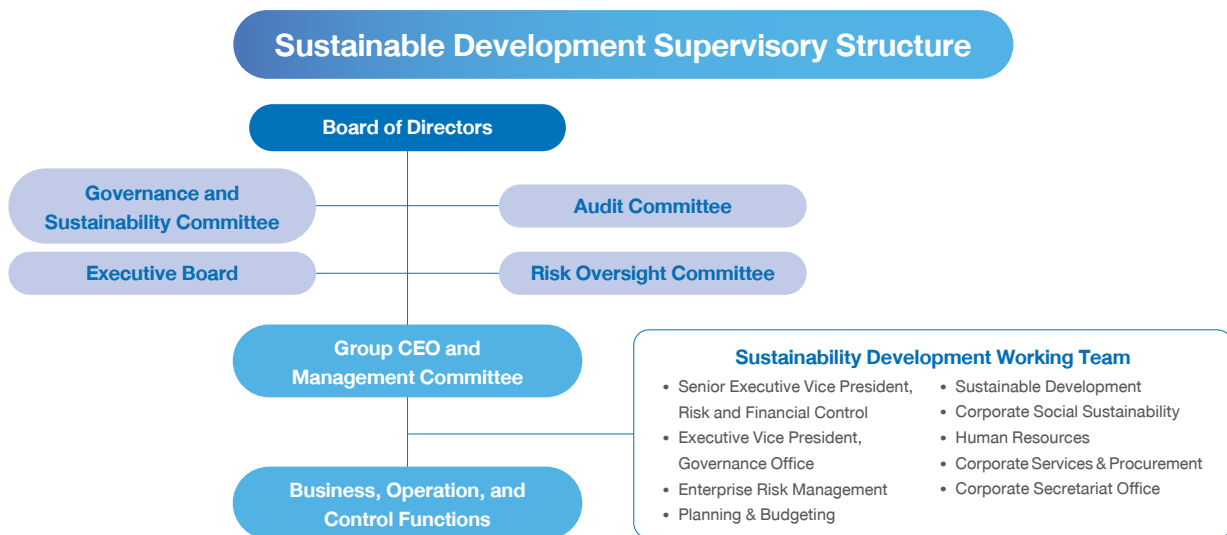 Sustainable Development Supervisory Structure
Board of Directors
Governance and
Sustainability Committee
Audit Committee
Executive Board
Risk Oversight Committee
Group CEO and
Management Committee
Business, Operation, and
Control Functions
Sustainability Development Working Team
• Senior Executive Vice President,
Risk and Financial Control
• Executive Vice President,
Governance Office
• Enterprise Risk Management
• Planning & Budgeting
• Sustainable Development
• Corporate Social Sustainability
• Human Resources
• Corporate Services & Procurement
• Corporate Secretariat Office